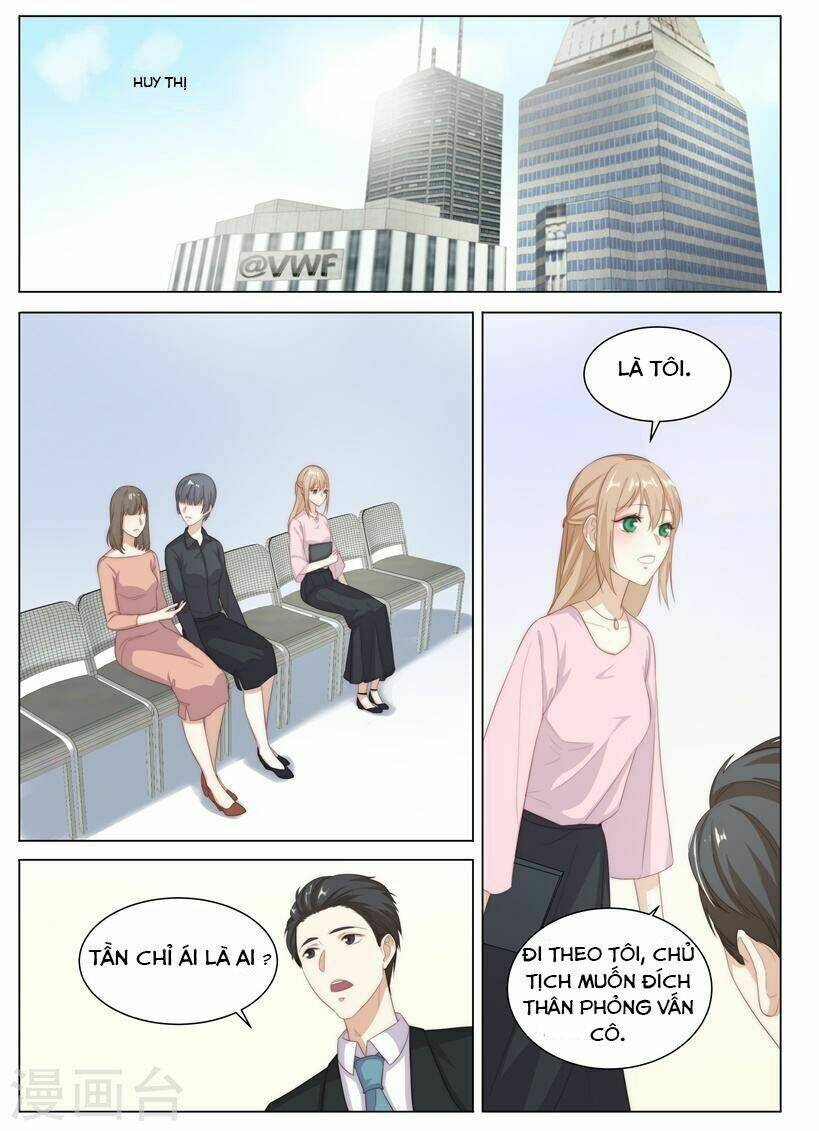 HUY THỊ
@VWF
TẦN CHỈ ÁI LÀ AI ?
LÀ TÔI.
ĐI THEO TÔI, CHỦ
TỊCH MUỐN ĐÍCH
THÂN PHỎNG VẤN
CÔ.
漫画台